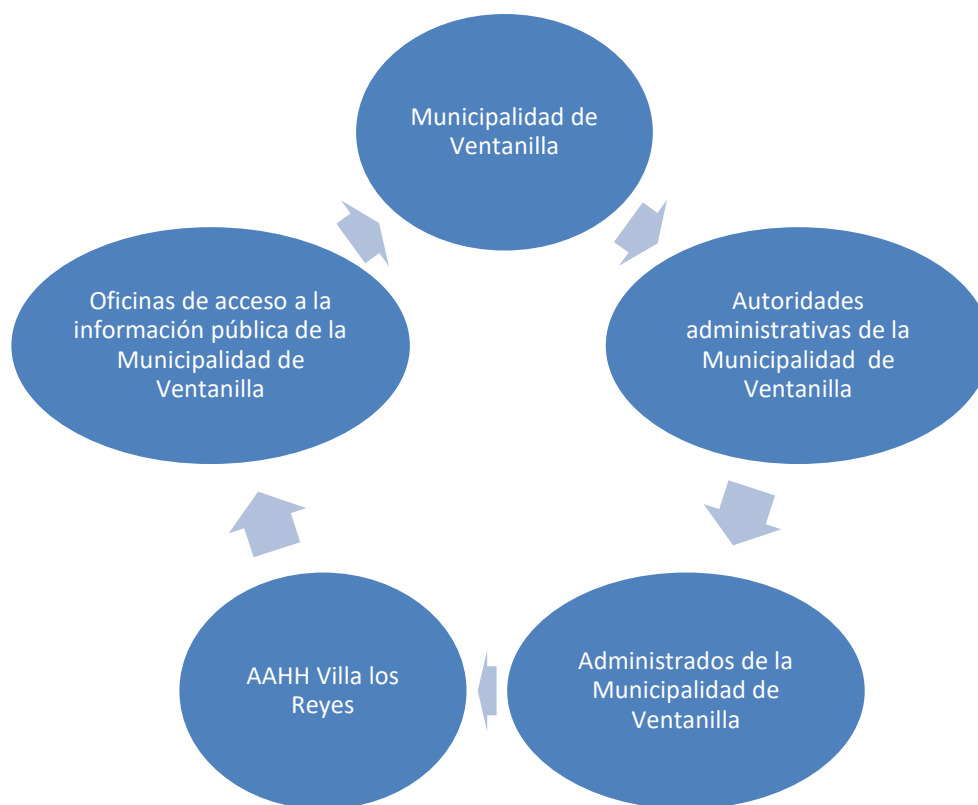 Municipalidad de
Ventanilla
Oficinas de acceso a la
información pública de la
Municipalidad de
Ventanilla
Autoridades
administrativas de la
Municipalidad  de
Ventanilla
AAHH Villa los
Reyes
Administrados de la
Municipalidad de
Ventanilla